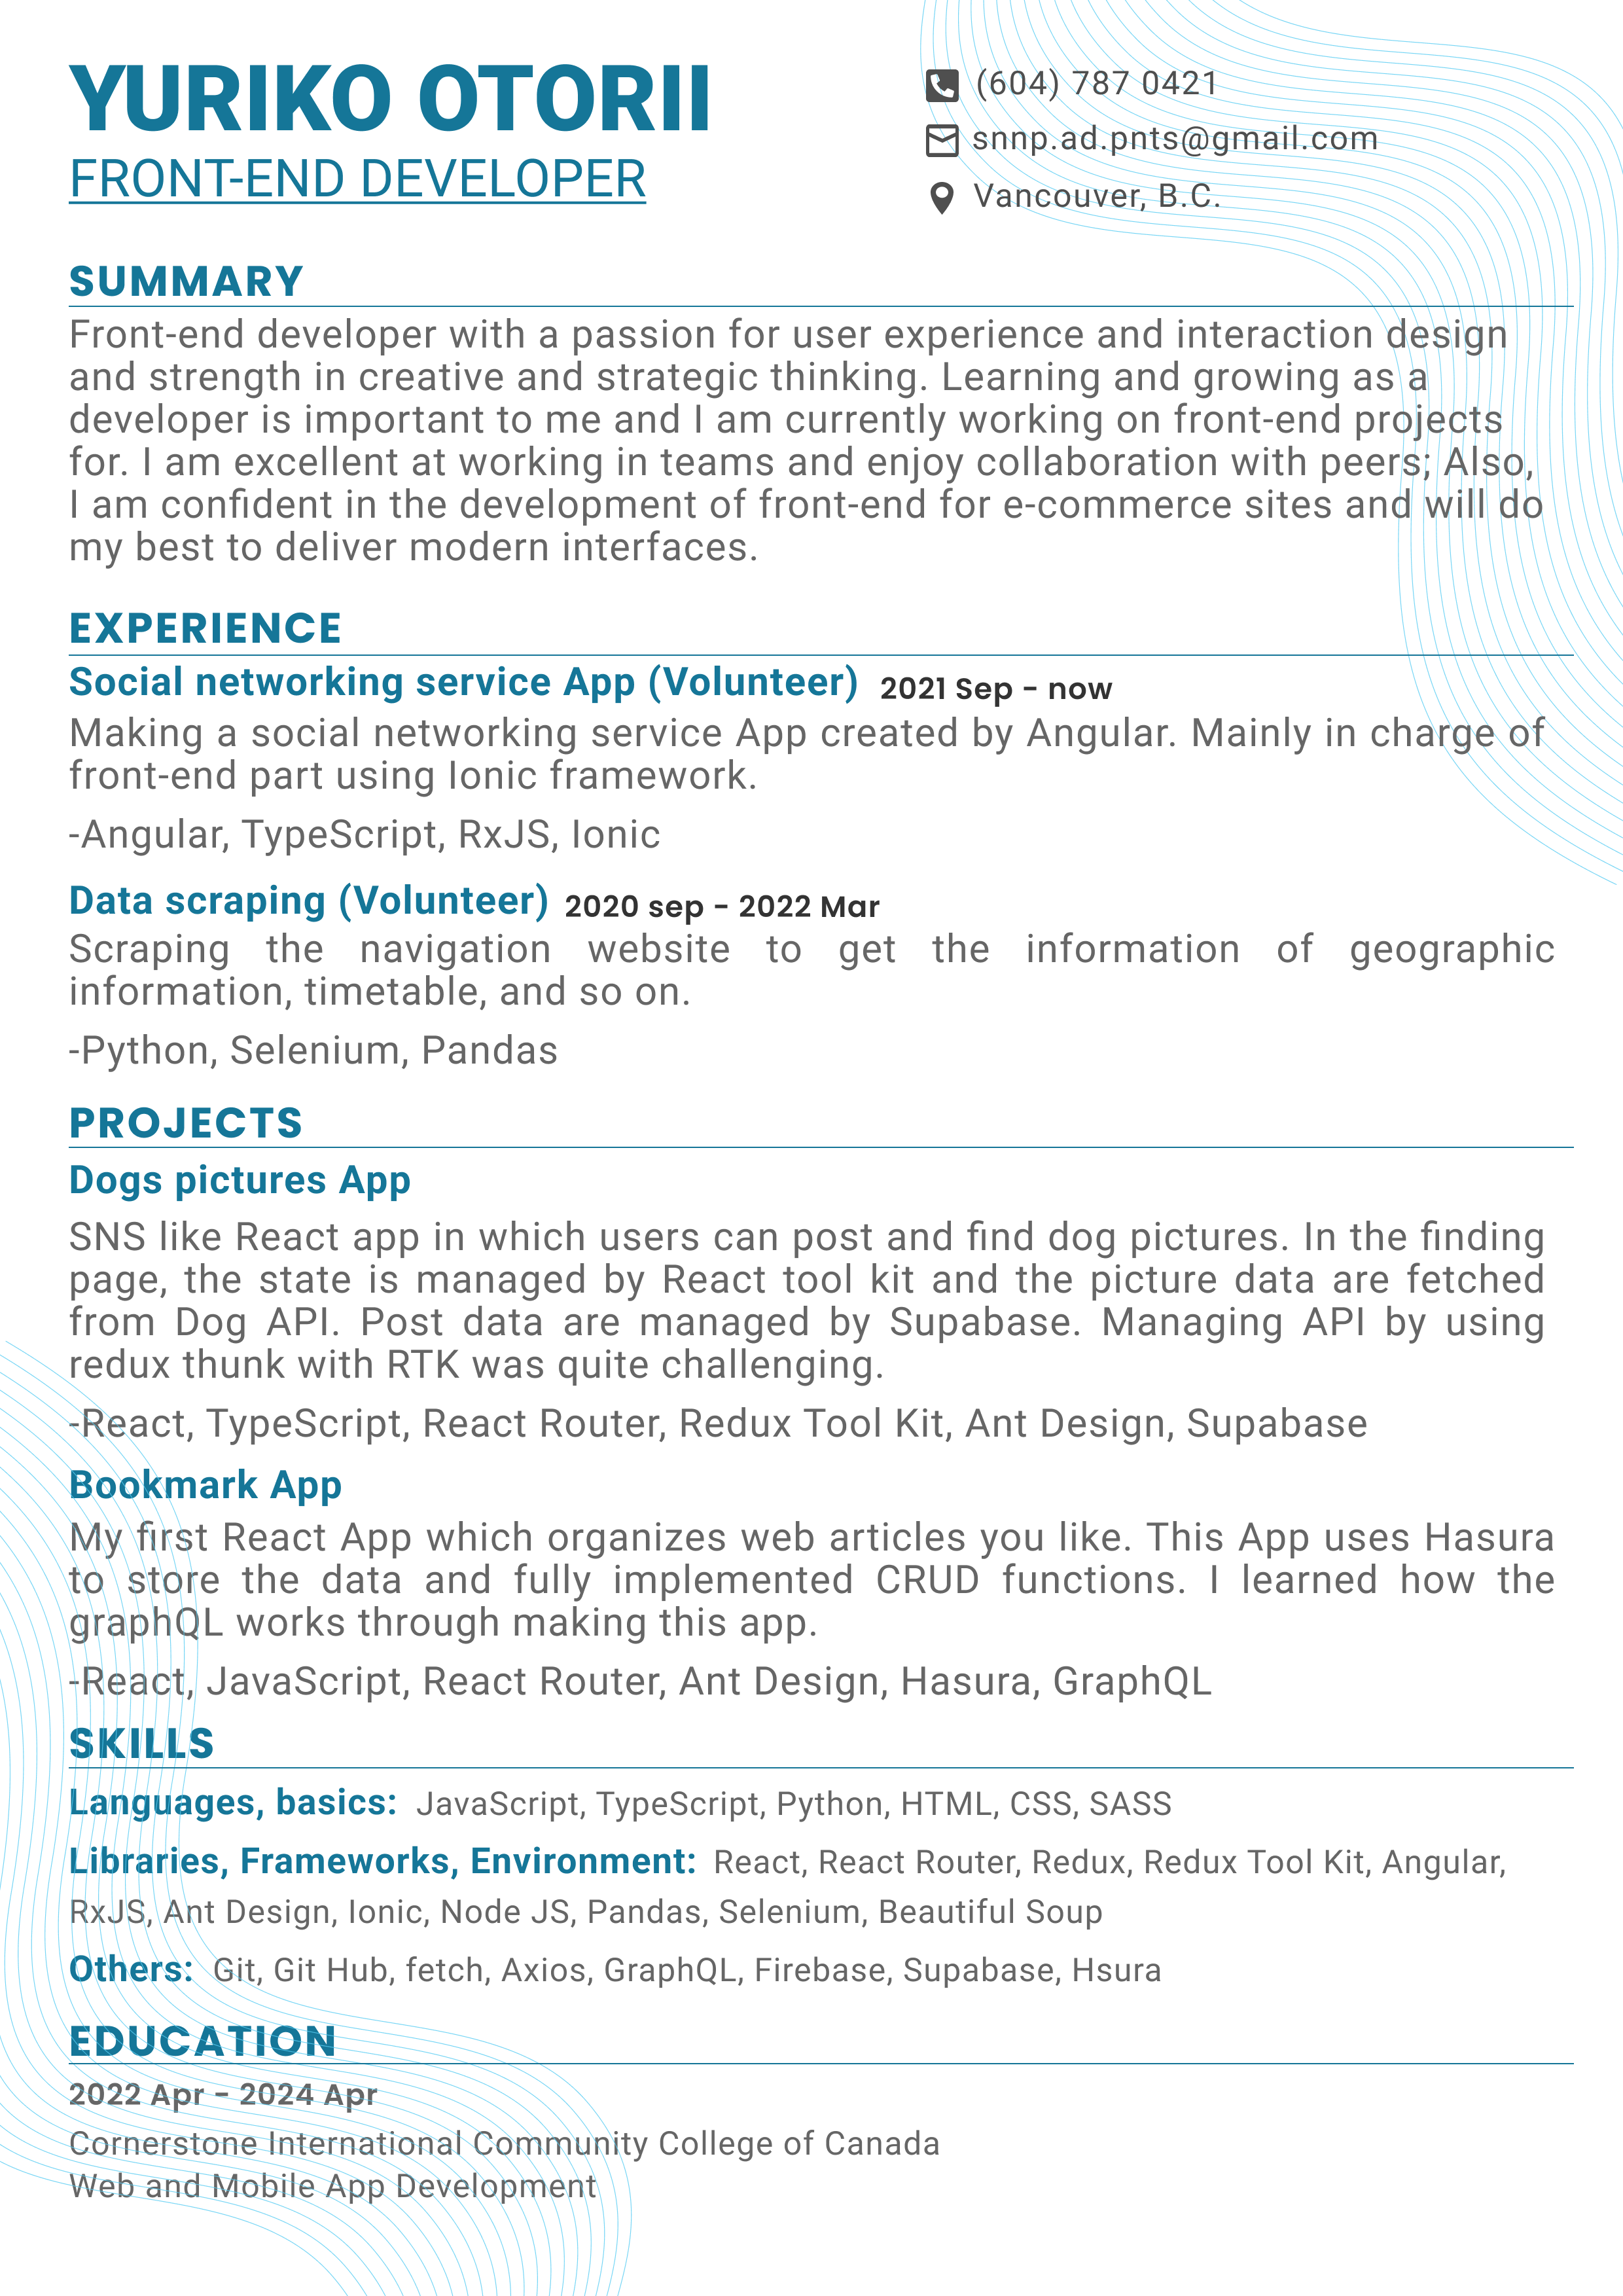 YURIKO OTORII
FRONT-END DEVELOPER
(604) 787 0421
snnp.ad.pnts@gmail.com
Vancouver, B.C.
SUMMARY
Front-end developer with a passion for user experience and interaction design
and strength in creative and strategic thinking. Learning and growing as a
developer is important to me and I am currently working on front-end projects
for. I am excellent at working in teams and enjoy collaboration with peers; Also,
I am confident in the development of front-end for e-commerce sites and will do
my best to deliver modern interfaces.
EXPERIENCE
Social networking service App (Volunteer) 2021 Sep - now
Making a social networking service App created by Angular. Mainly in charge of
front-end part using Ionic framework.
-Angular, TypeScript, RxJS, Ionic
Data scraping (Volunteer) 2020 sep - 2022 Mar
Scraping the navigation website to get the information of geographic
information, timetable, and so on.
-Python, Selenium, Pandas
PROJECTS
Dogs pictures App
SNS like React app in which users can post and find dog pictures. In the finding
page, the state is managed by React tool kit and the picture data are fetched
from Dog API. Post data are managed by Supabase. Managing API by using
redux thunk with RTK was quite challenging.
-React, TypeScript, React Router, Redux Tool Kit, Ant Design, Supabase
Bookmark App
My first React App which organizes web articles you like. This App uses Hasura
to store the data and fully implemented CRUD functions. I learned how the
graphQL works through making this app.
-React, JavaScript, React Router, Ant Design, Hasura, GraphQL
SKILLS
Languages, basics: JavaScript, TypeScript, Python, HTML, CSS, SASS
Libraries, Frameworks, Environment: React, React Router, Redux, Redux Tool Kit, Angular,
RxJS, Ant Design, Ionic, Node JS, Pandas, Selenium, Beautiful Soup
Others: Git, Git Hub, fetch, Axios, GraphQL, Firebase, Supabase, Hsura
EDUCATION
2022 Apr - 2024 Apr
Cornerstone International Community College of Canada
Web and Mobile App Development